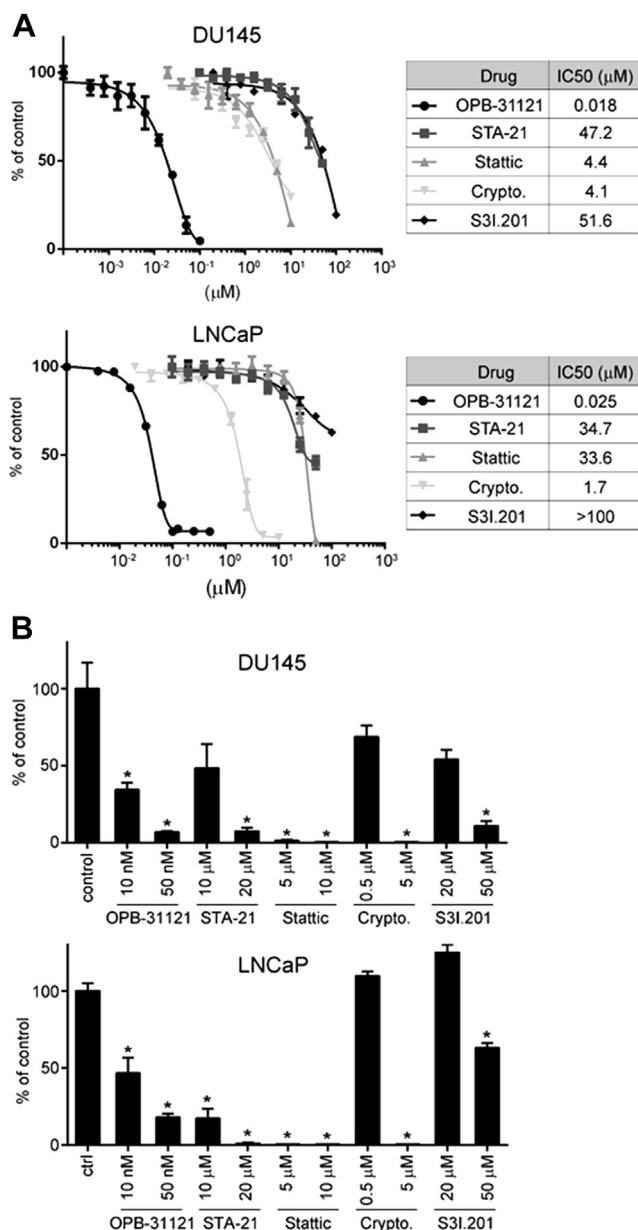 A
DU145
% of control
100
50
0
10-3 10-2 10-1 100 101 102
(μM)
Drug IC50 (μM)
OPB-31121 0.018
STA-21 47.2
Stattic 4.4
Crypto. 4.1
S3I.201 51.6
LNCaP
% of control
100
50
0
10-2 10-1 100 101 102
(μM)
Drug IC50 (μM)
OPB-31121 0.025
STA-21 34.7
Stattic 33.6
Crypto. 1.7
S3I.201 >100
B
DU145
% of control
100
50
0
* * * * * * *
control 10 nM 50 nM 10 μM 20 μM 5 μM 10 μM 0.5 μM 5 μM 20 μM 50 μM
OPB-31121 STA-21 Stattic Crypto. S3I.201
LNCaP
% of control
100
50
0
* * * * * * * *
ctrl 10 nM 50 nM 10 μM 20 μM 5 μM 10 μM 0.5 μM 5 μM 20 μM 50 μM
OPB-31121 STA-21 Stattic Crypto. S3I.201